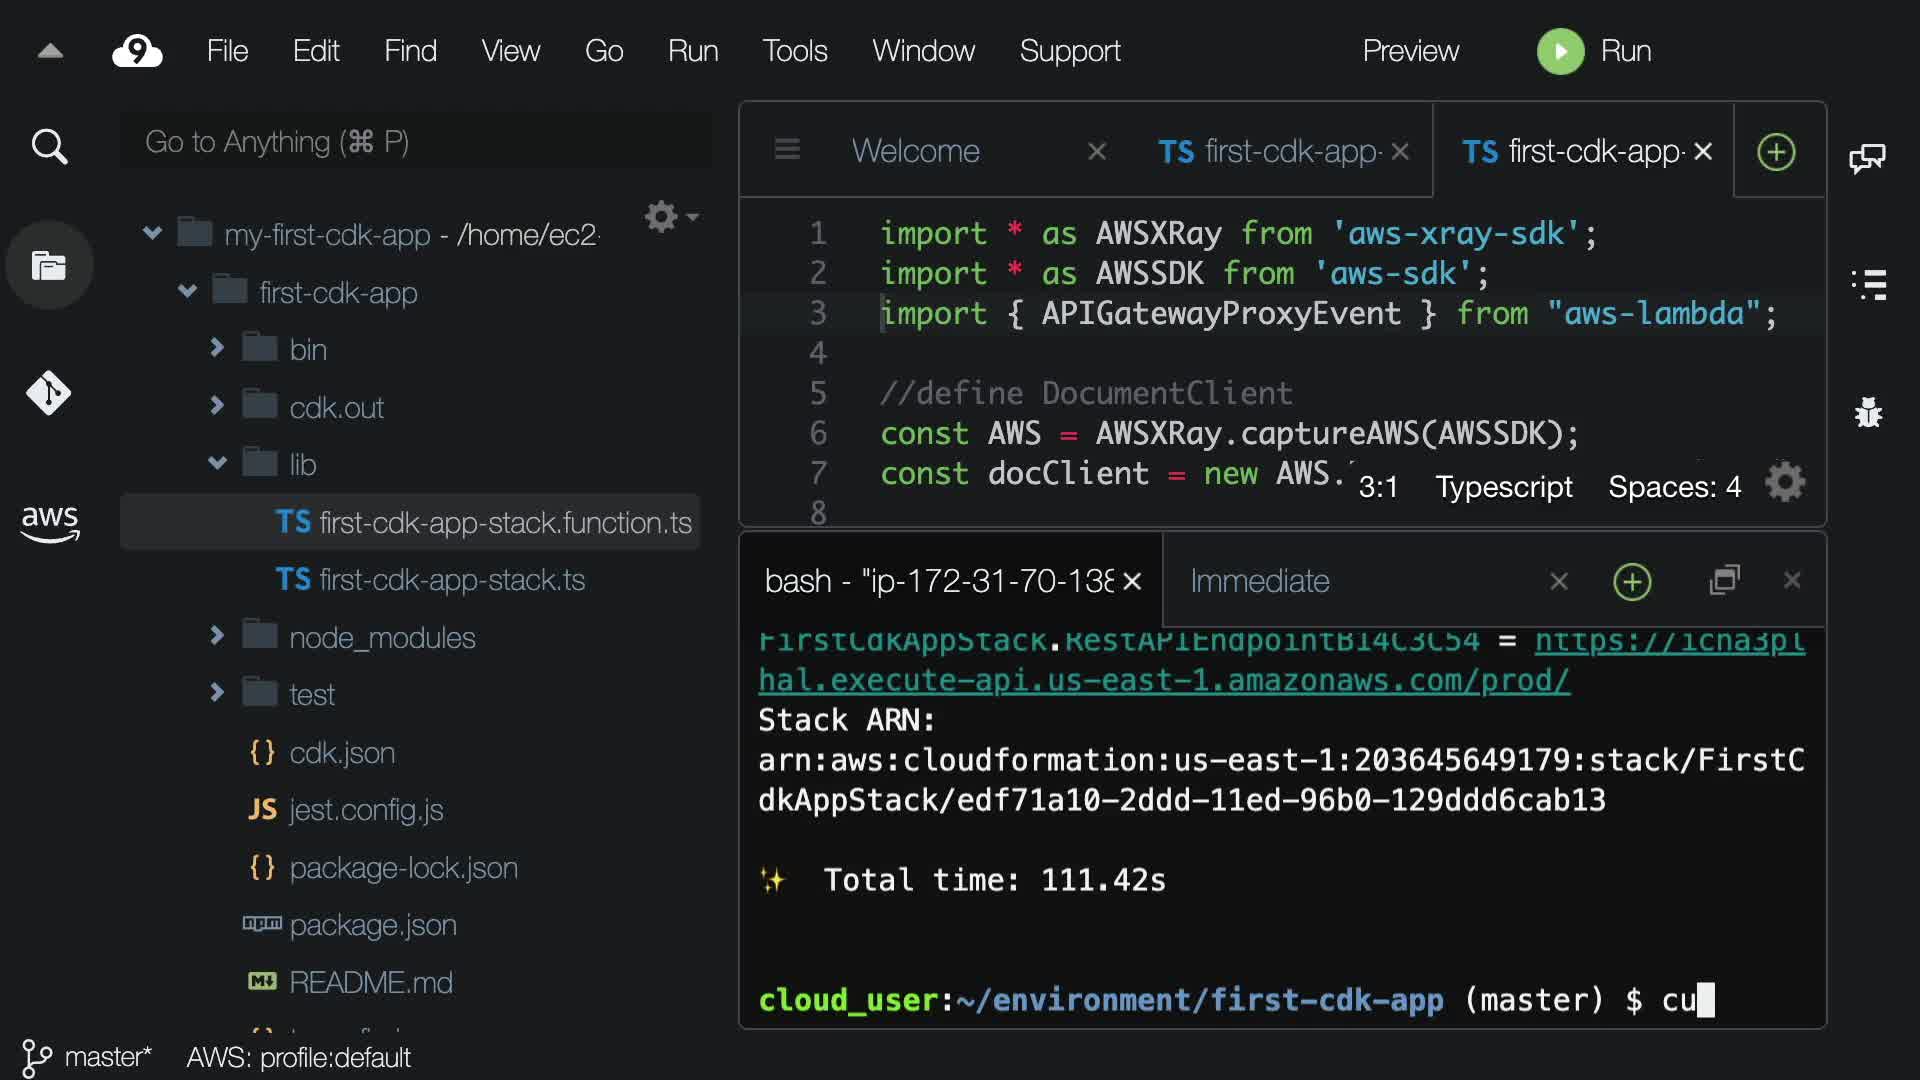 9 File Edit Find View Go Run Tools Window Support Preview Run
Go to Anything (⌘ P)
my-first-cdk-app - /home/ec2-
first-cdk-app
bin
cdk.out
lib
TS first-cdk-app-stack.function.ts
TS first-cdk-app-stack.ts
node_modules
test
{} cdk.json
JS jest.config.js
{} package-lock.json
package.json
M↓ README.md
aws
master* AWS: profile:default
Welcome TS first-cdk-app- TS first-cdk-app-
1 import * as AWSXRay from 'aws-xray-sdk';
2 import * as AWSSDK from 'aws-sdk';
3 import { APIGatewayProxyEvent } from "aws-lambda";
4
5 //define DocumentClient
6 const AWS = AWSXRay.captureAWS(AWSSDK);
7 const docClient = new AWS.
8
3:1 Typescript Spaces: 4
bash - "ip-172-31-70-138 Immediate
FirstCdkAppStack.RestAPIEndpointB14C3C54 =
hal.execute-api.us-east-1.amazonaws.com/prod/
Stack ARN:
arn:aws:cloudformation:us-east-1:203645649179:stack/FirstC
dkAppStack/edf71a10-2ddd-11ed-96b0-129ddd6cab13
✨ Total time: 111.42s
cloud_user:~/environment/first-cdk-app (master) $ cu